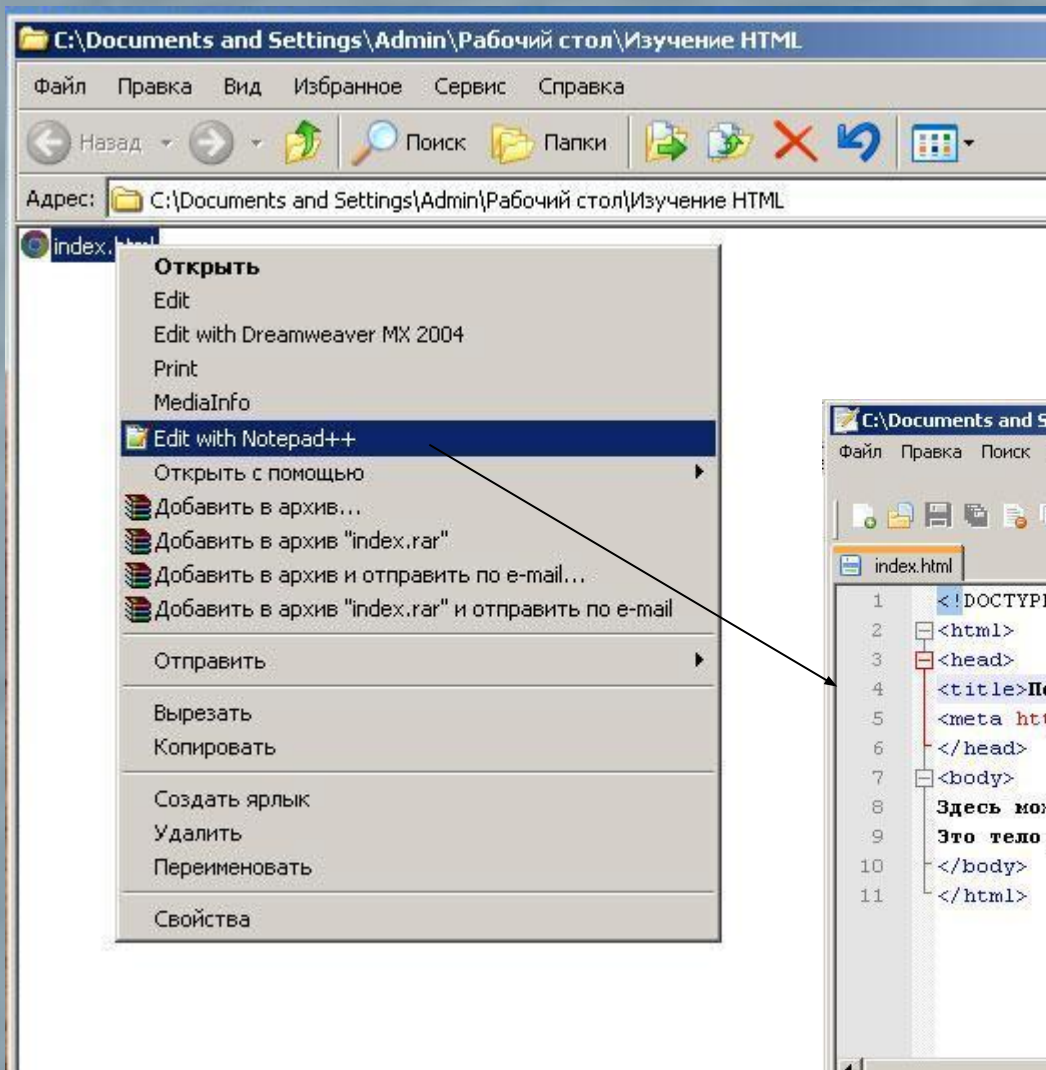 C:\Documents and Settings\Admin\Рабочий стол\Изучение HTML
Файл Правка Вид Избранное Сервис Справка
Назад Поиск Папки
Адрес: C:\Documents and Settings\Admin\Рабочий стол\Изучение HTML
index.html
Открыть
Edit
Edit with Dreamweaver MX 2004
Print
MediaInfo
Edit with Notepad++
Открыть с помощью
Добавить в архив...
Добавить в архив "index.rar"
Добавить в архив и отправить по e-mail...
Добавить в архив "index.rar" и отправить по e-mail
Отправить
Вырезать
Копировать
Создать ярлык
Удалить
Переименовать
Свойства
C:\Documents and S
Файл Правка Поиск
index.html
1 <!DOCTYP
2 <html>
3 <head>
4 <title>По
5 <meta htt
6 </head>
7 <body>
8 Здесь мож
9 Это тело
10 </body>
11 </html>